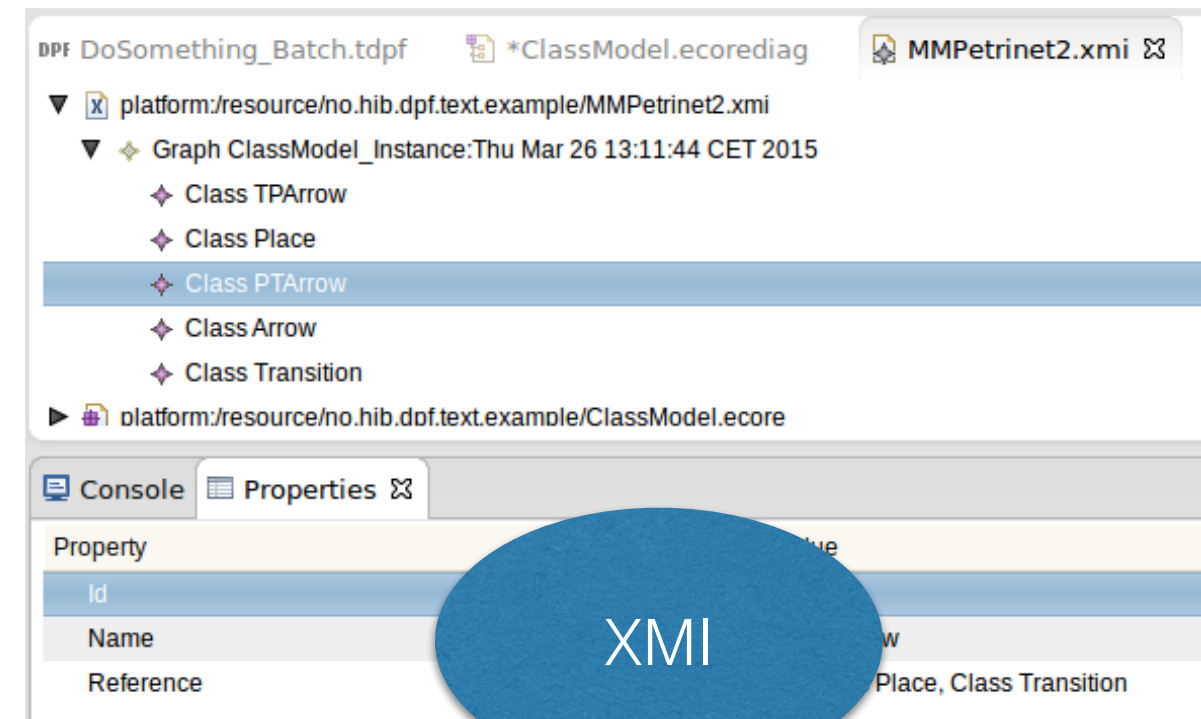 DPF DoSomething_Batch.tdpf *ClassModel.ecorediag MMPetrinet2.xmi
platform:/resource/no.hib.dpf.text.example/MMPetrinet2.xmi
Graph ClassModel_Instance:Thu Mar 26 13:11:44 CET 2015
Class TPArrow
Class Place
Class PTArrow
Class Arrow
Class Transition
platform:/resource/no.hib.dpf.text.example/ClassModel.ecore
Console Properties
Property
Id
Name
Reference Place, Class Transition
XMI